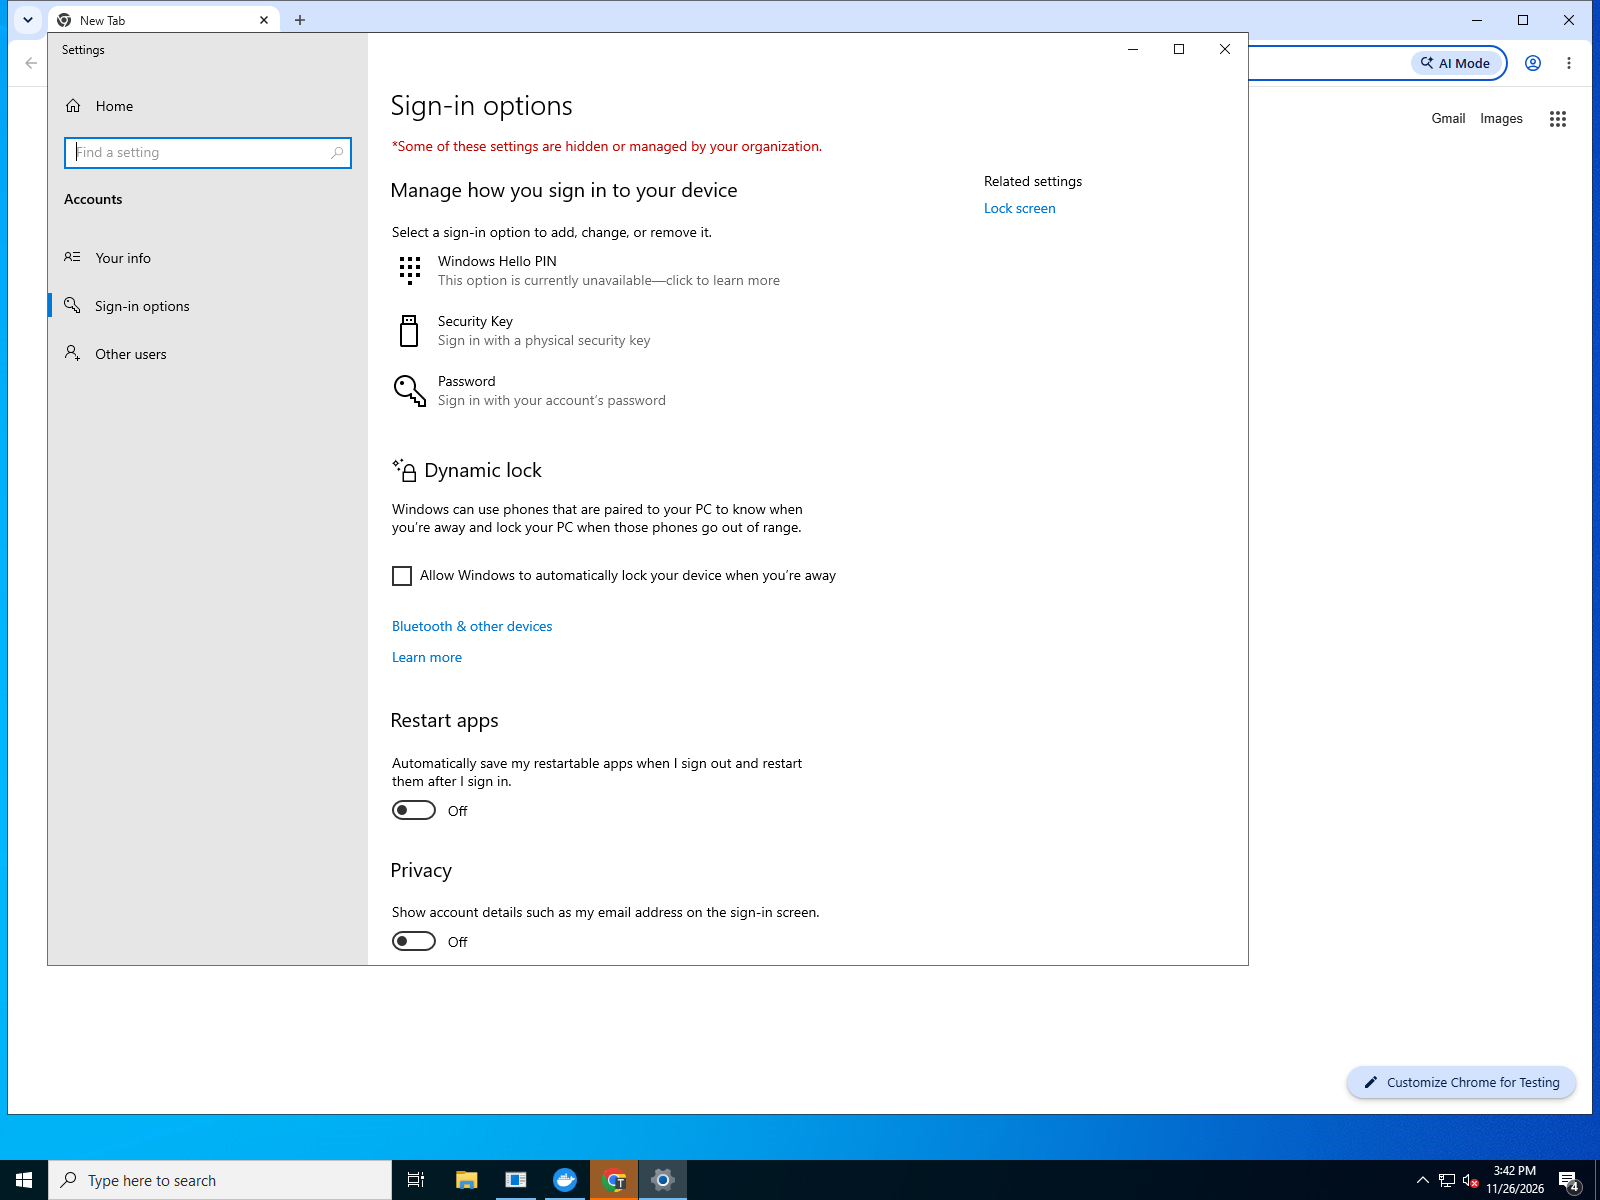 New Tab
AI Mode
Gmail
Images
Settings
Home
Find a setting
Accounts
Your info
Sign-in options
Other users
Sign-in options
*Some of these settings are hidden or managed by your organization.
Manage how you sign in to your device
Select a sign-in option to add, change, or remove it.
Windows Hello PIN
This option is currently unavailable—click to learn more
Security Key
Sign in with a physical security key
Password
Sign in with your account's password
Dynamic lock
Windows can use phones that are paired to your PC to know when
you're away and lock your PC when those phones go out of range.
Allow Windows to automatically lock your device when you're away
Bluetooth & other devices
Learn more
Restart apps
Automatically save my restartable apps when I sign out and restart
them after I sign in.
Off
Privacy
Show account details such as my email address on the sign-in screen.
Off
Related settings
Lock screen
Customize Chrome for Testing
Type here to search
T
3:42 PM
11/26/2026
4